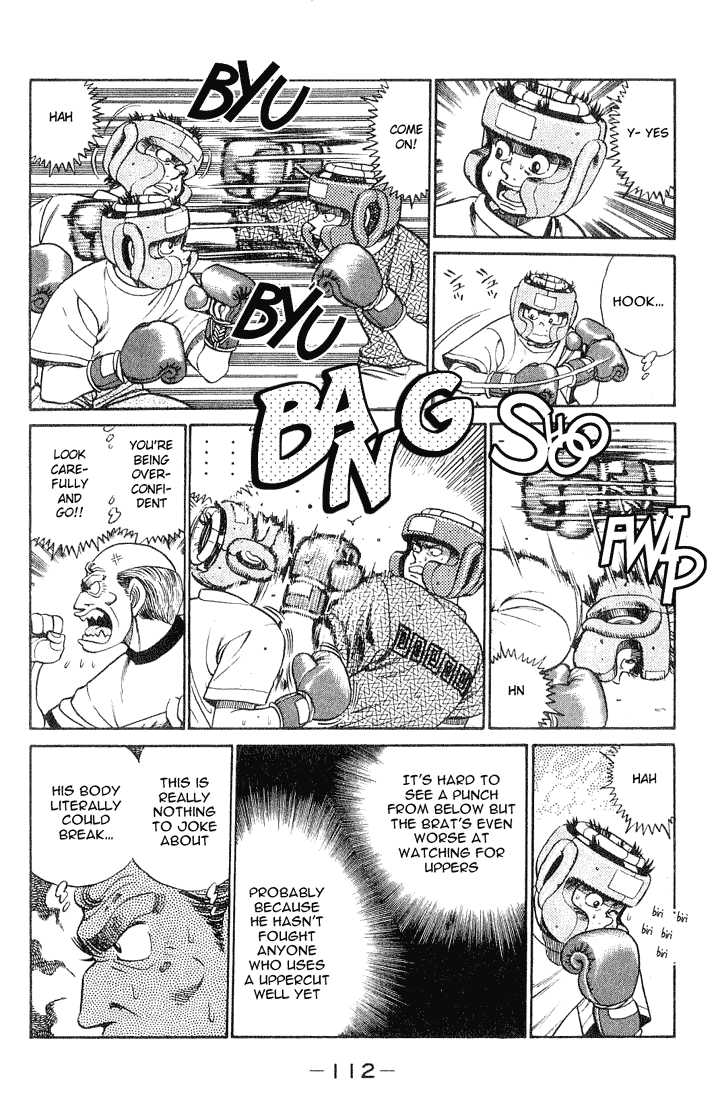 Y- YES
HOOK...
COME
ON!
BYU
HAH
BYU
SHOO
FWIP
HN
BANG
YOU'RE
BEING
OVER-
CONFI-
DENT
LOOK
CARE-
FULLY
AND
GO!!
HAH
biri biri
biri biri
biri
IT'S HARD TO
SEE A PUNCH
FROM BELOW BUT
THE BRAT'S EVEN
WORSE AT
WATCHING FOR
UPPERS
PROBABLY
BECAUSE
HE HASN'T
FOUGHT
ANYONE
WHO USES
A UPPERCUT
WELL YET
THIS IS
REALLY
NOTHING
TO JOKE
ABOUT
HIS BODY
LITERALLY
COULD
BREAK...
-112-